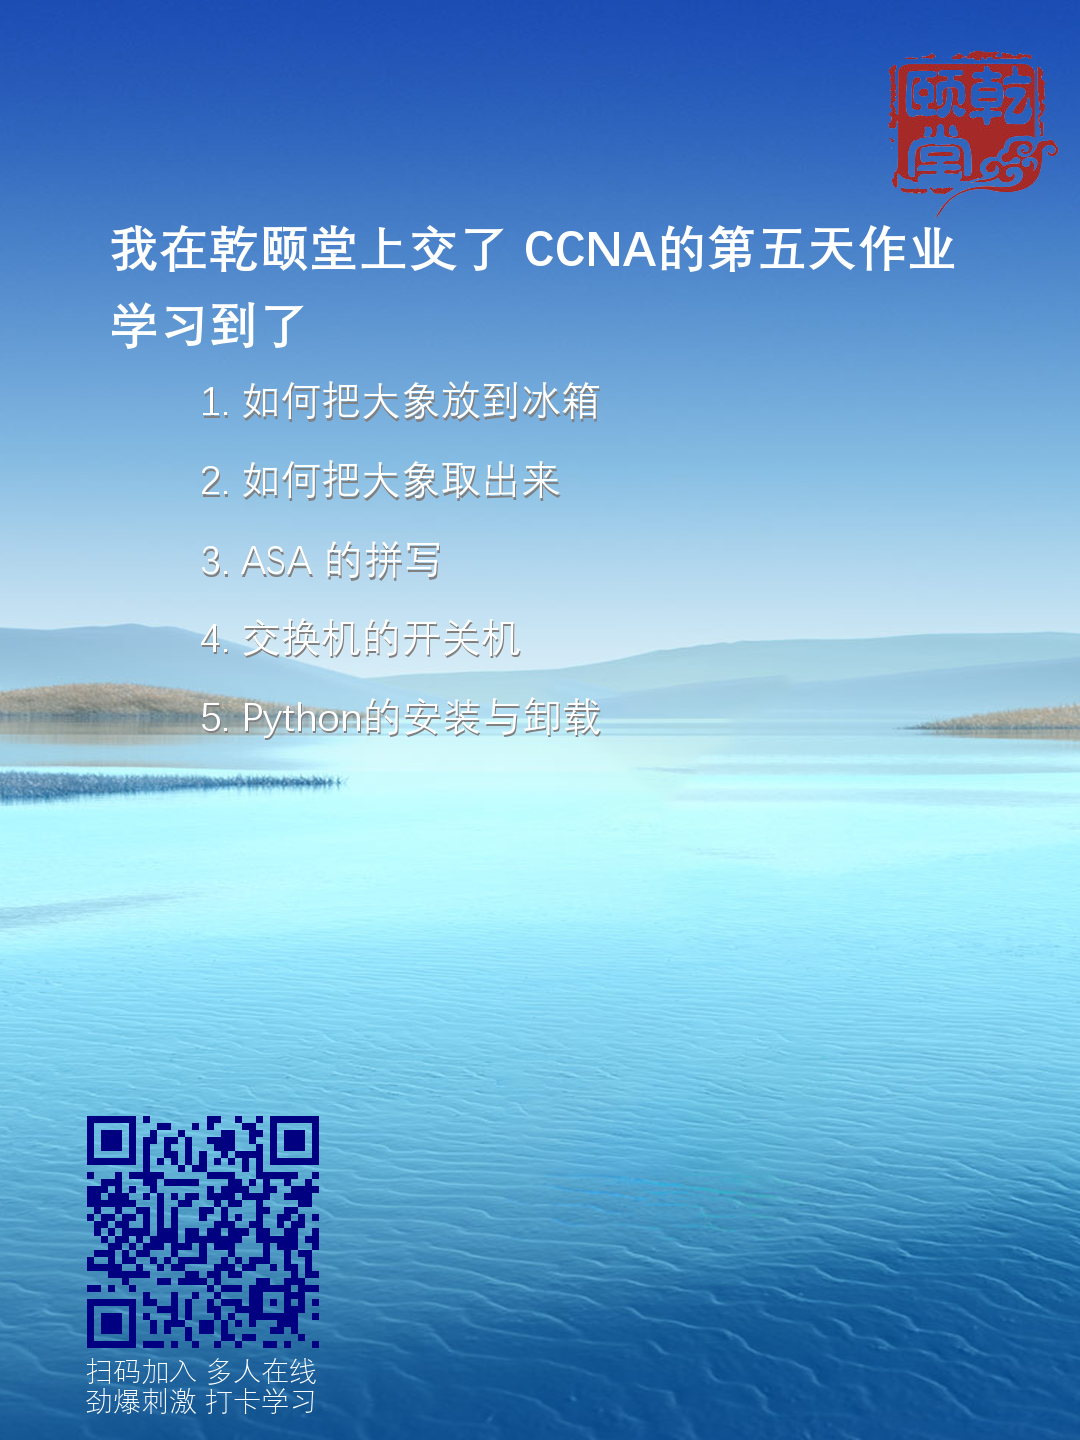 乾颐堂
我在乾颐堂上交了 CCNA的第五天作业
学习到了
1. 如何把大象放到冰箱
2. 如何把大象取出来
3. ASA 的拼写
4. 交换机的开关机
5. Python的安装与卸载
扫码加入 多人在线
劲爆刺激 打卡学习